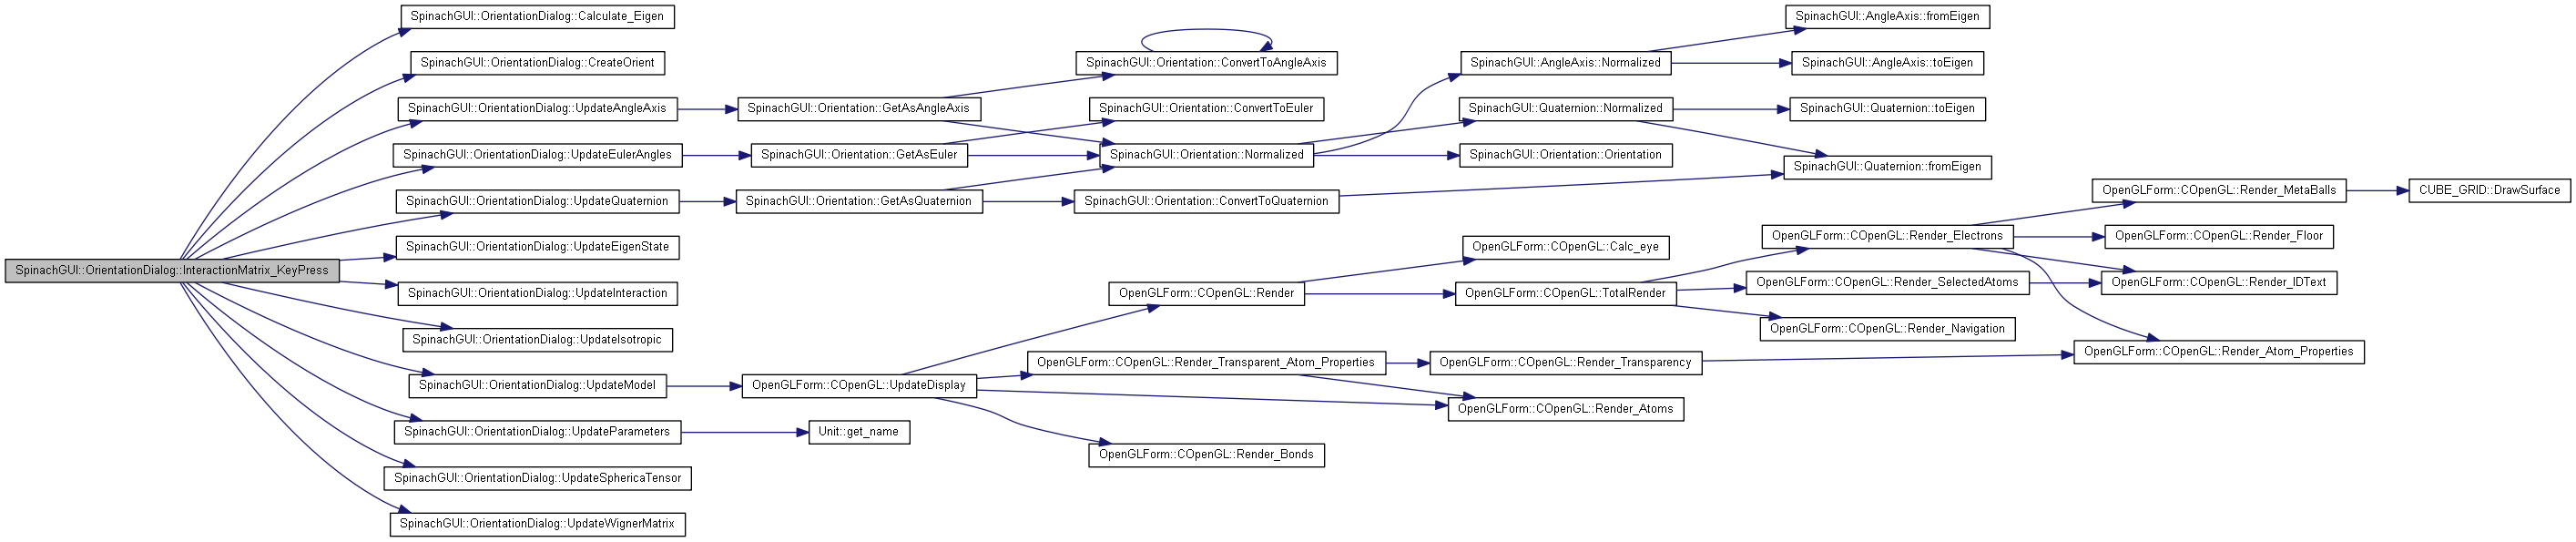 SpinachGUI::OrientationDialog::InteractionMatrix_KeyPress
SpinachGUI::OrientationDialog::Calculate_Eigen
SpinachGUI::OrientationDialog::CreateOrient
SpinachGUI::OrientationDialog::UpdateAngleAxis
SpinachGUI::OrientationDialog::UpdateEulerAngles
SpinachGUI::OrientationDialog::UpdateQuaternion
SpinachGUI::OrientationDialog::UpdateEigenState
SpinachGUI::OrientationDialog::UpdateInteraction
SpinachGUI::OrientationDialog::UpdateIsotropic
SpinachGUI::OrientationDialog::UpdateModel
SpinachGUI::OrientationDialog::UpdateParameters
SpinachGUI::OrientationDialog::UpdateSphericaTensor
SpinachGUI::OrientationDialog::UpdateWignerMatrix
SpinachGUI::Orientation::GetAsAngleAxis
SpinachGUI::Orientation::GetAsEuler
SpinachGUI::Orientation::GetAsQuaternion
OpenGLForm::COpenGL::UpdateDisplay
Unit::get_name
SpinachGUI::Orientation::ConvertToAngleAxis
SpinachGUI::Orientation::ConvertToEuler
SpinachGUI::Orientation::Normalized
SpinachGUI::Orientation::ConvertToQuaternion
OpenGLForm::COpenGL::Render
OpenGLForm::COpenGL::Render_Transparent_Atom_Properties
OpenGLForm::COpenGL::Render_Bonds
SpinachGUI::AngleAxis::Normalized
SpinachGUI::Quaternion::Normalized
SpinachGUI::Orientation::Orientation
OpenGLForm::COpenGL::Calc_eye
OpenGLForm::COpenGL::TotalRender
OpenGLForm::COpenGL::Render_Transparency
OpenGLForm::COpenGL::Render_Atoms
SpinachGUI::AngleAxis::fromEigen
SpinachGUI::AngleAxis::toEigen
SpinachGUI::Quaternion::toEigen
SpinachGUI::Quaternion::fromEigen
OpenGLForm::COpenGL::Render_Electrons
OpenGLForm::COpenGL::Render_SelectedAtoms
OpenGLForm::COpenGL::Render_Navigation
OpenGLForm::COpenGL::Render_MetaBalls
OpenGLForm::COpenGL::Render_Floor
OpenGLForm::COpenGL::Render_IDText
OpenGLForm::COpenGL::Render_Atom_Properties
CUBE_GRID::DrawSurface